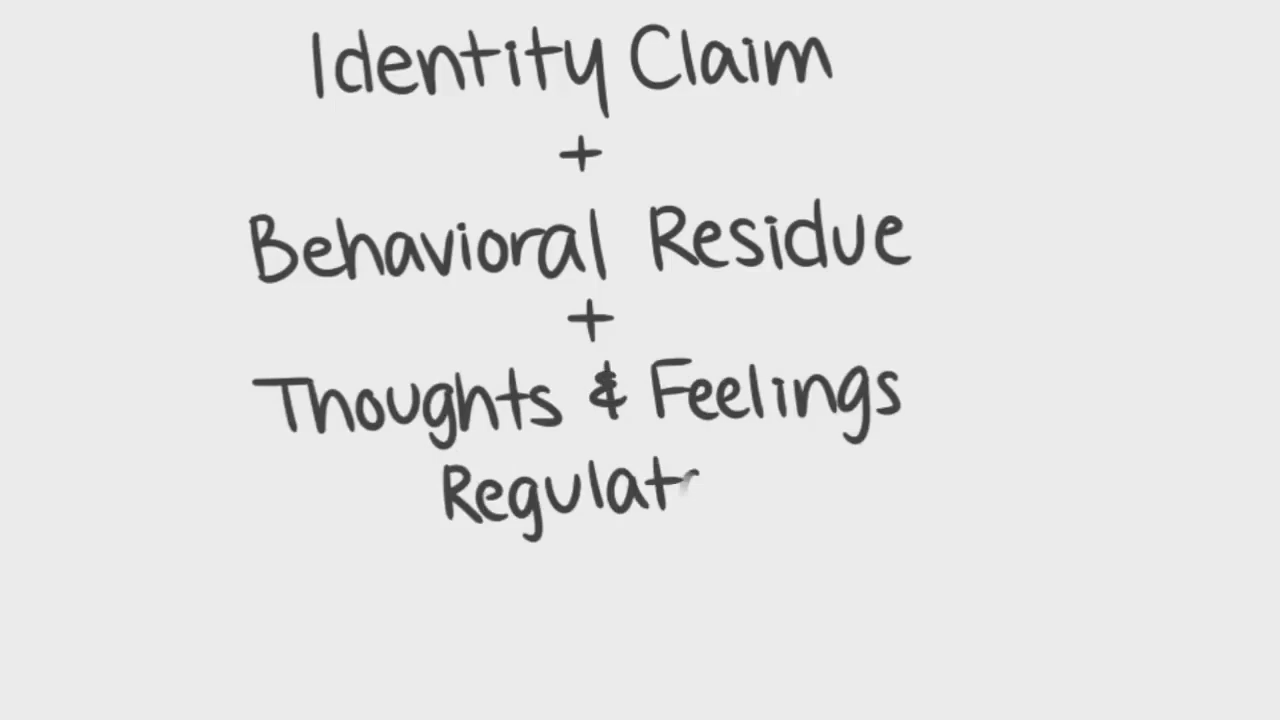 Identity Claim
+
Behavioral Residue
+
Thoughts & Feelings
Regulat